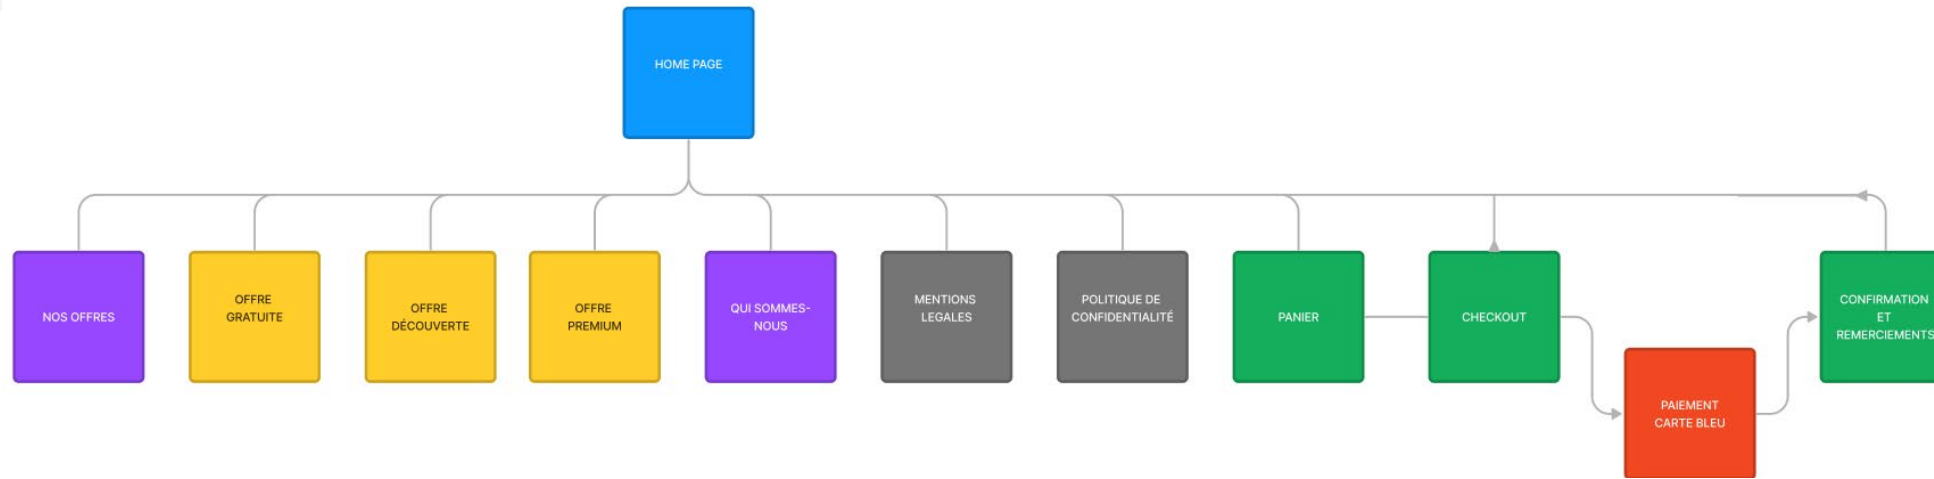 HOME PAGE
NOS OFFRES
OFFRE
GRATUITE
OFFRE
DÉCOUVERTE
OFFRE
PREMIUM
QUI SOMMES-
NOUS
MENTIONS
LEGALES
POLITIQUE DE
CONFIDENTIALITÉ
PANIER
CHECKOUT
PAIEMENT
CARTE BLEU
CONFIRMATION
ET
REMERCIEMENTS